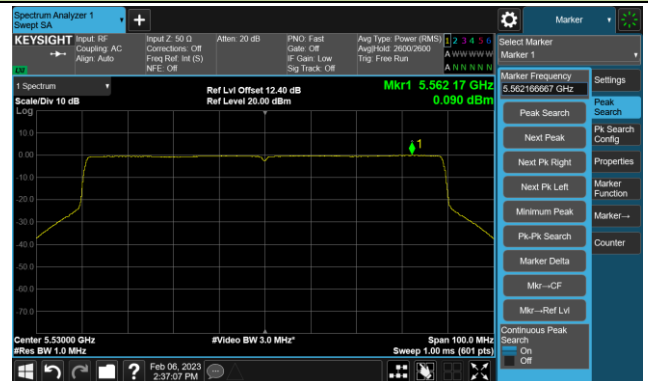 Spectrum Analyzer 1
Swept SA
Marker
KEYSIGHT
Input: RF
Coupling: AC
Align: Auto
Input Z: 50 Ω
Corrections: Off
Freq Ref: Int (S)
NFE: Off
Atten: 20 dB
PNO: Fast
Gate: Off
IF Gain: Low
Sig Track: Off
Avg Type: Power (RMS)
Avg|Hold: 2600/2600
Trig: Free Run
1 2 3 4 5 6
A W W W W W
A N N N N N
Select Marker
Marker 1
1 Spectrum
Scale/Div 10 dB
Log
Ref Lvl Offset 12.40 dB
Ref Level 20.00 dBm
Mkr1 5.562 17 GHz
0.090 dBm
10.0
0.00
-10.0
-20.0
-30.0
-40.0
-50.0
-60.0
-70.0
1
Center 5.53000 GHz
#Res BW 1.0 MHz
#Video BW 3.0 MHz*
Span 100.0 MHz
Sweep 1.00 ms (601 pts)
Marker Frequency
5.562166667 GHz
Peak Search
Next Peak
Next Pk Right
Next Pk Left
Minimum Peak
Pk-Pk Search
Marker Delta
Mkr→CF
Mkr→Ref Lvl
Continuous Peak
Search
On
Off
Settings
Peak
Search
Pk Search
Config
Properties
Marker
Function
Marker→
Counter
Feb 06, 2023
2:37:07 PM